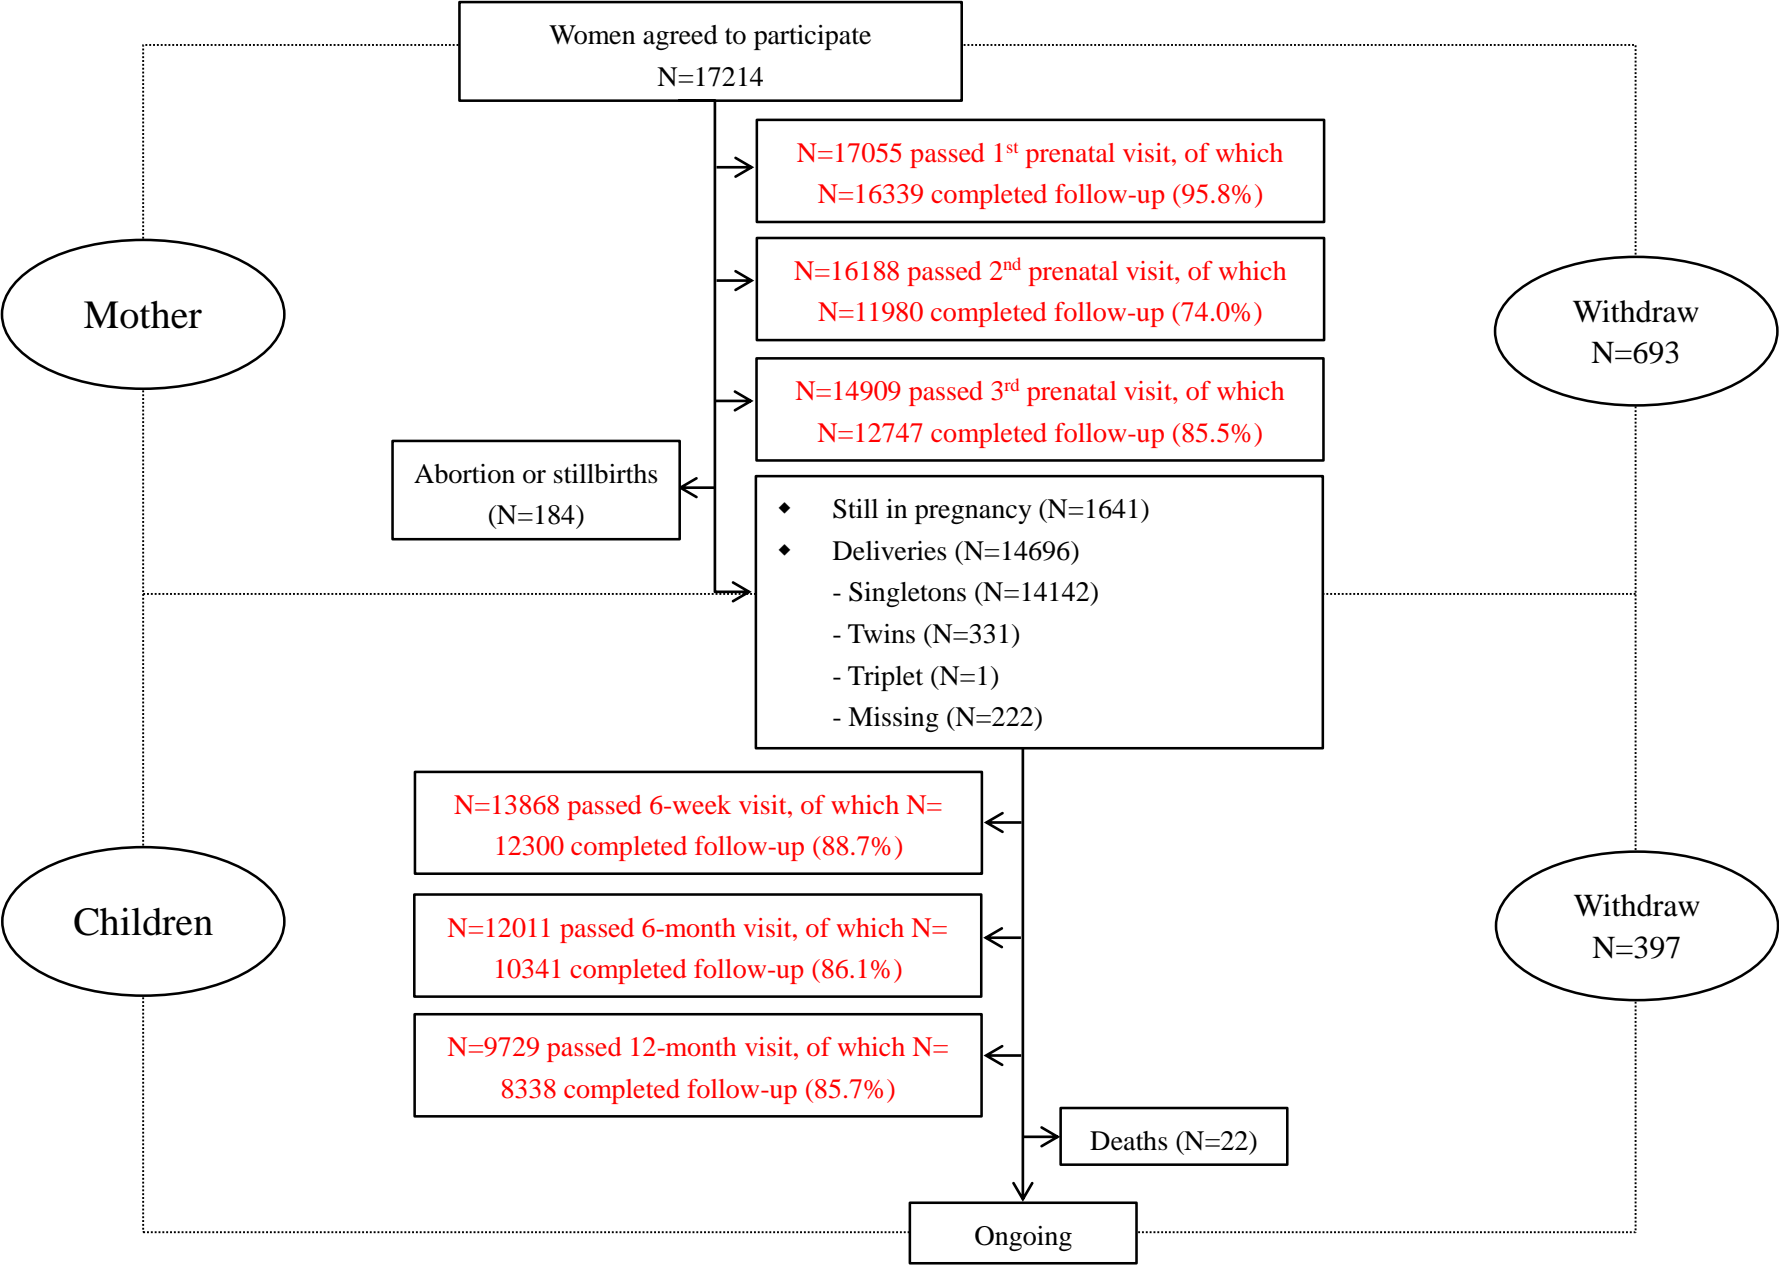 Women agreed to participate
N=17214
N=17055 passed 1st prenatal visit, of which
N=16339 completed follow-up (95.8%)
N=16188 passed 2nd prenatal visit, of which
N=11980 completed follow-up (74.0%)
Mother
Withdraw
N=693
N=14909 passed 3rd prenatal visit, of which
N=12747 completed follow-up (85.5%)
Abortion or stillbirths
(N=184)
◆ Still in pregnancy (N=1641)
◆ Deliveries (N=14696)
- Singletons (N=14142)
- Twins (N=331)
- Triplet (N=1)
- Missing (N=222)
N=13868 passed 6-week visit, of which N=
12300 completed follow-up (88.7%)
Children
Withdraw
N=397
N=12011 passed 6-month visit, of which N=
10341 completed follow-up (86.1%)
N=9729 passed 12-month visit, of which N=
8338 completed follow-up (85.7%)
Deaths (N=22)
Ongoing